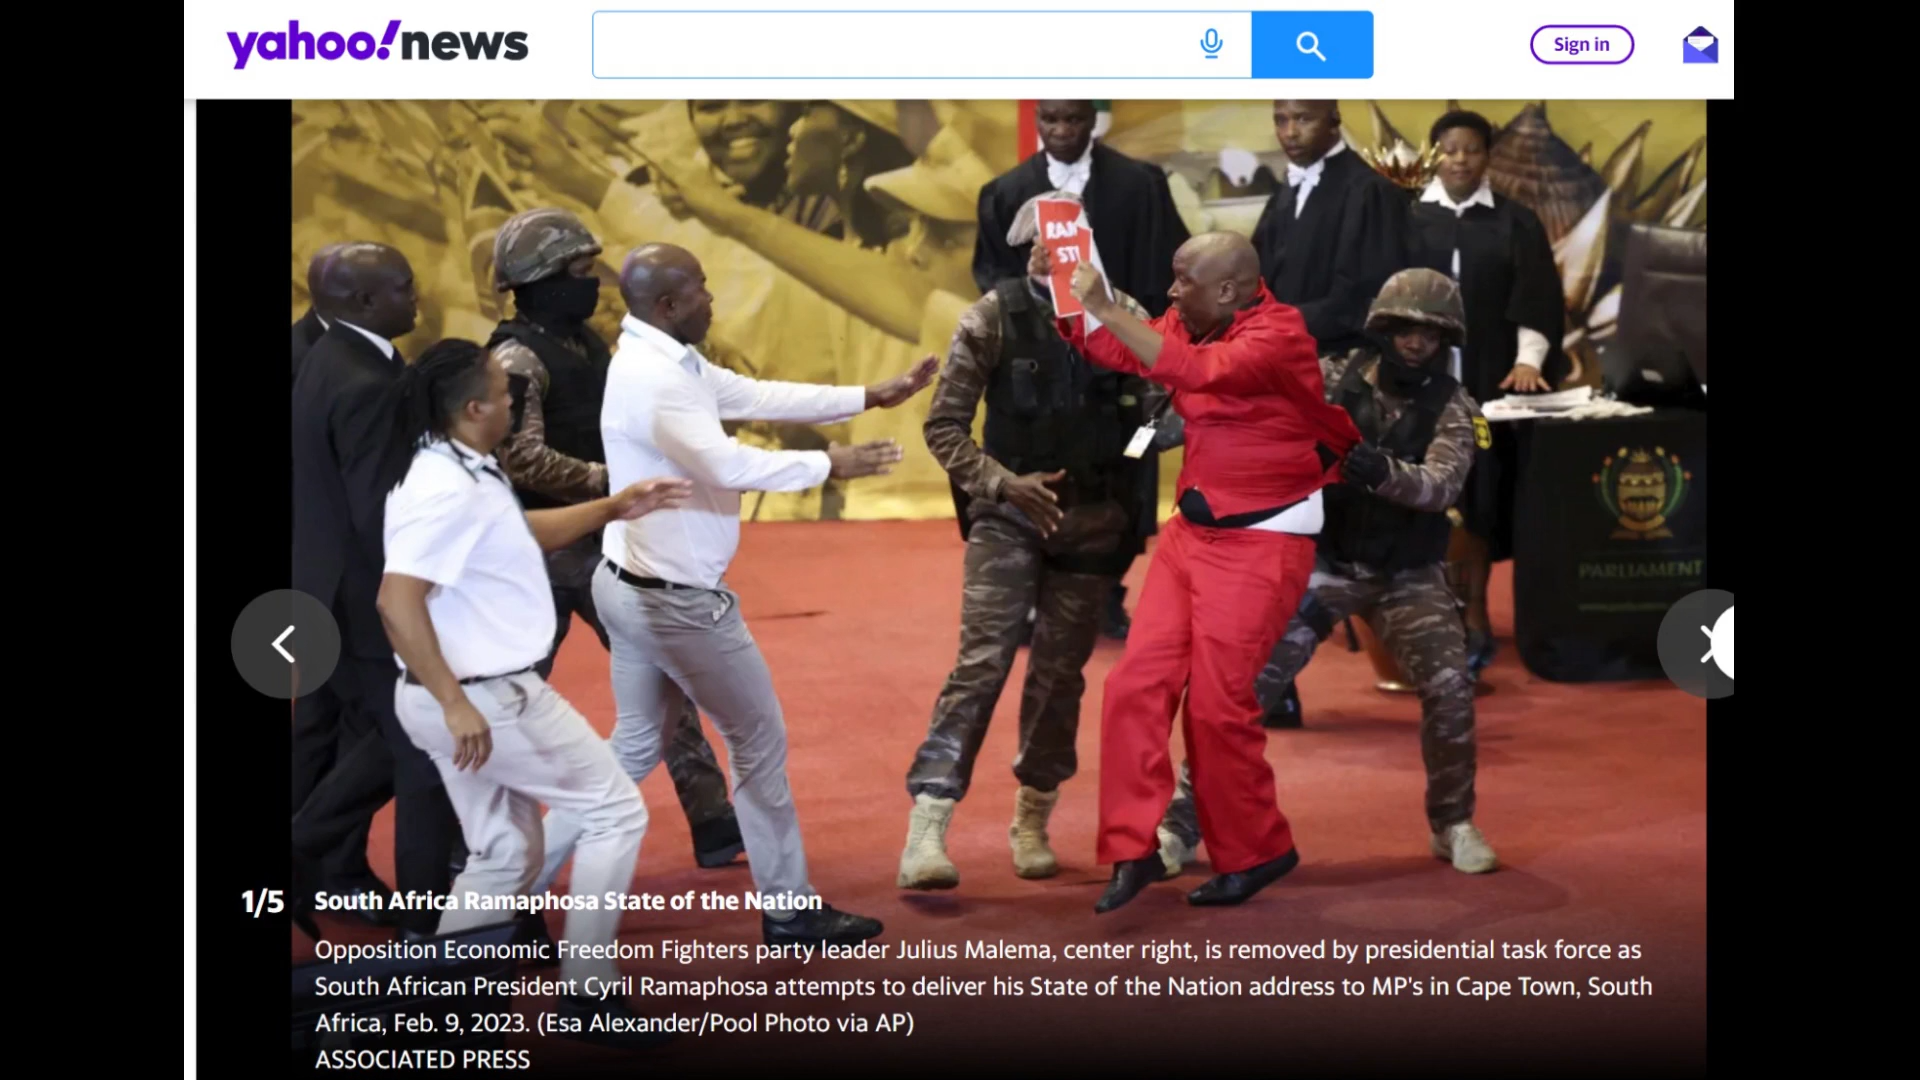 yahoo!news
Sign in
RAM
ST
PARLIAMENT
1/5 South Africa Ramaphosa State of the Nation
Opposition Economic Freedom Fighters party leader Julius Malema, center right, is removed by presidential task force as
South African President Cyril Ramaphosa attempts to deliver his State of the Nation address to MP's in Cape Town, South
Africa, Feb. 9, 2023. (Esa Alexander/Pool Photo via AP)
ASSOCIATED PRESS